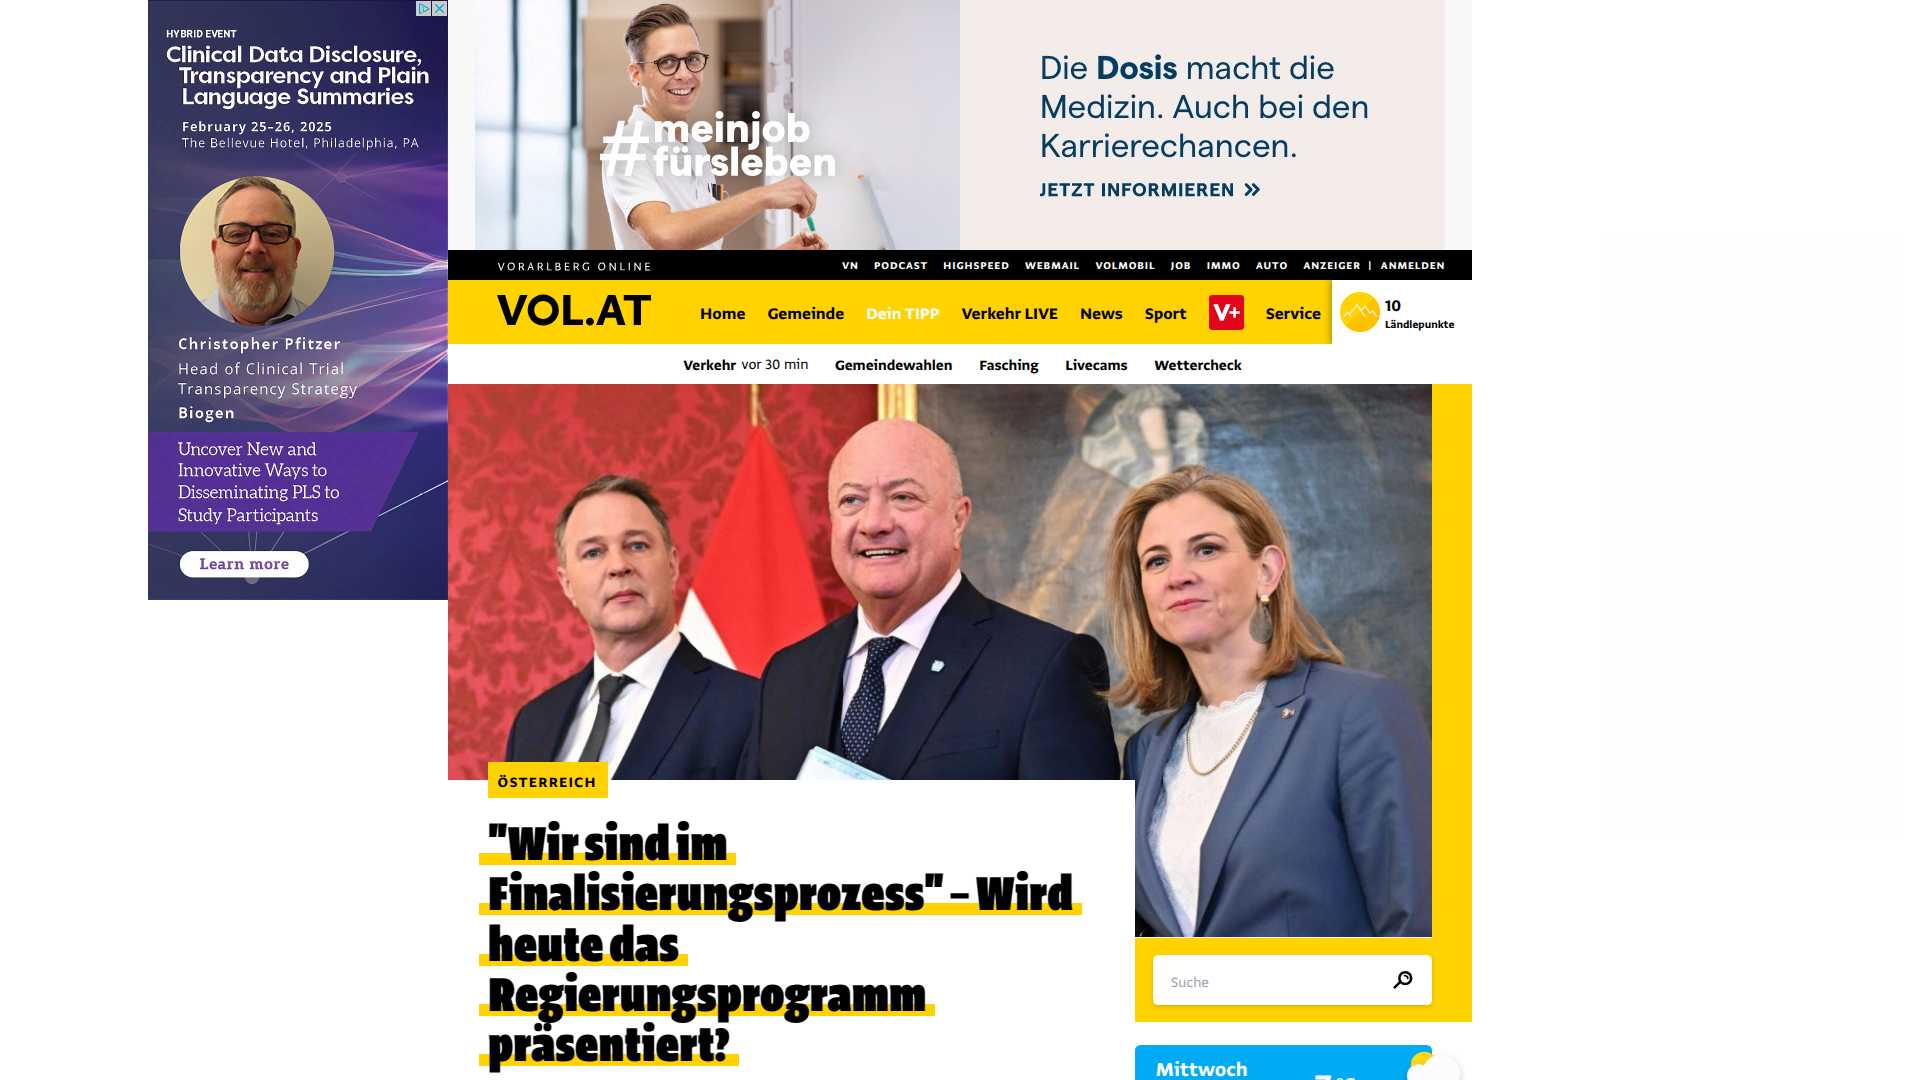 HYBRID EVENT
Clinical Data Disclosure,
Transparency and Plain
Language Summaries
February 25–26, 2025
The Bellevue Hotel, Philadelphia, PA
Christopher Pfitzer
Head of Clinical Trial
Transparency Strategy
Biogen
Uncover New and
Innovative Ways to
Disseminating PLS to
Study Participants
Learn more
#meinjob
fürsleben
Die Dosis macht die
Medizin. Auch bei den
Karrierechancen.
JETZT INFORMIEREN »
VORARLBERG ONLINE
VN PODCAST HIGHSPEED WEBMAIL VOLMOBIL JOB IMMO AUTO ANZEIGER | ANMELDEN
VOL.AT
Home Gemeinde Dein TIPP Verkehr LIVE News Sport V+ Service
10
Ländlepunkte
Verkehr vor 30 min Gemeindewahlen Fasching Livecams Wettercheck
ÖSTERREICH
"Wir sind im
Finalisierungsprozess" – Wird
heute das
Regierungsprogramm
präsentiert?
Suche
Mittwoch